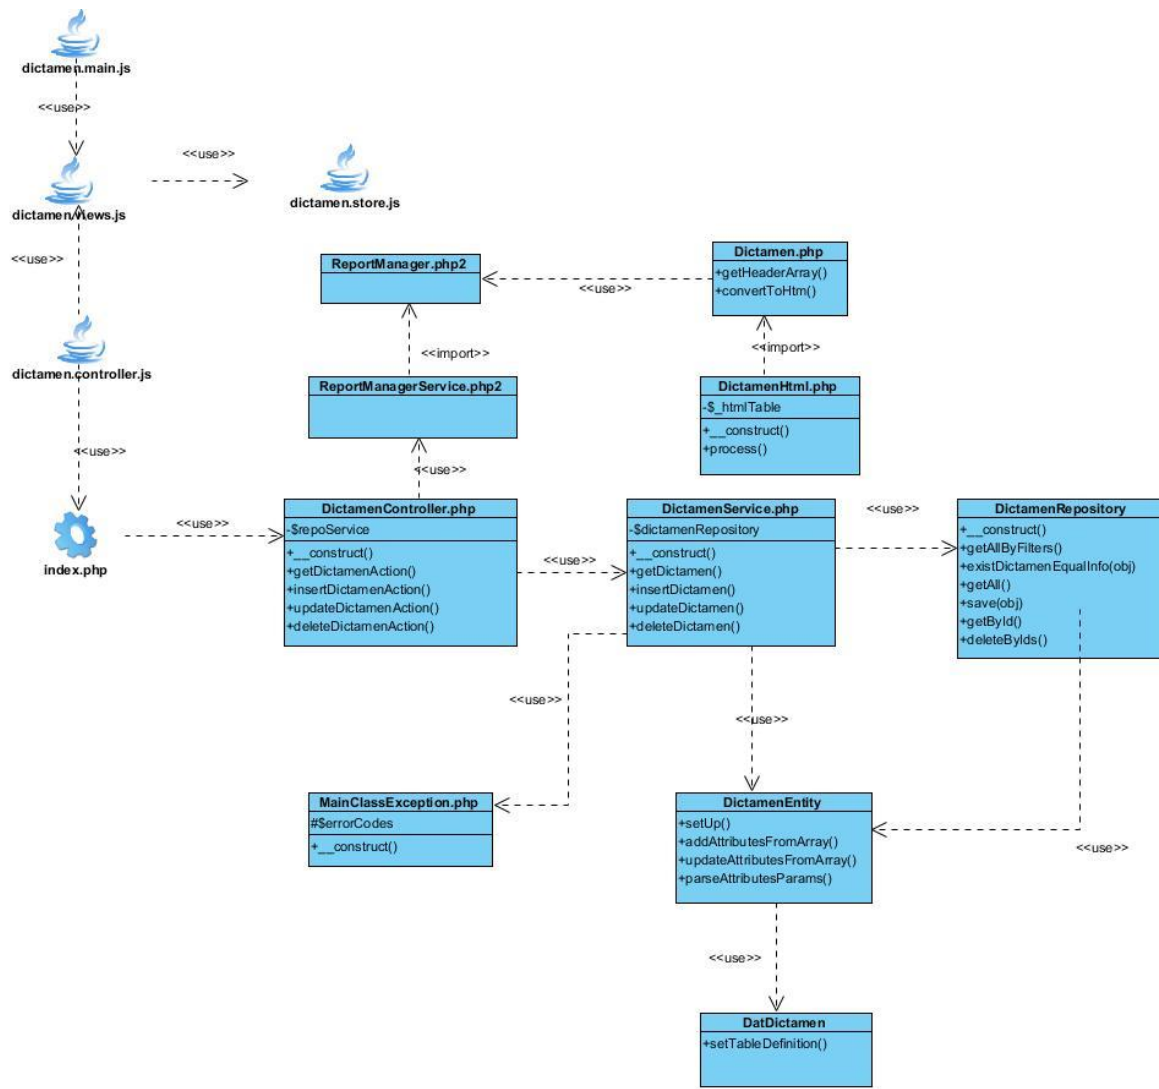 dictamen.main.js
<<use>>
<<use>>
dictamen.views.js
dictamen.store.js
<<use>>
dictamen.controller.js
<<use>>
index.php
<<use>>
ReportManager.php2
<<use>>
Dictamen.php
+getHeaderArray()
+convertToHtm()
<<import>>
<<import>>
ReportManagerService.php2
DictamenHtml.php
-$_htmlTable
+__construct()
+process()
<<use>>
DictamenController.php
-$repoService
+__construct()
+getDictamenAction()
+insertDictamenAction()
+updateDictamenAction()
+deleteDictamenAction()
<<use>>
DictamenService.php
-$dictamenRepository
+__construct()
+getDictamen()
+insertDictamen()
+updateDictamen()
+deleteDictamen()
<<use>>
DictamenRepository
+__construct()
+getAllByFilters()
+existDictamenEqualInfo(obj)
+getAll()
+save(obj)
+getById()
+deleteByIds()
<<use>>
<<use>>
<<use>>
MainClassException.php
#$errorCodes
+__construct()
DictamenEntity
+setUp()
+addAttributesFromArray()
+updateAttributesFromArray()
+parseAttributesParams()
<<use>>
DatDictamen
+setTableDefinition()